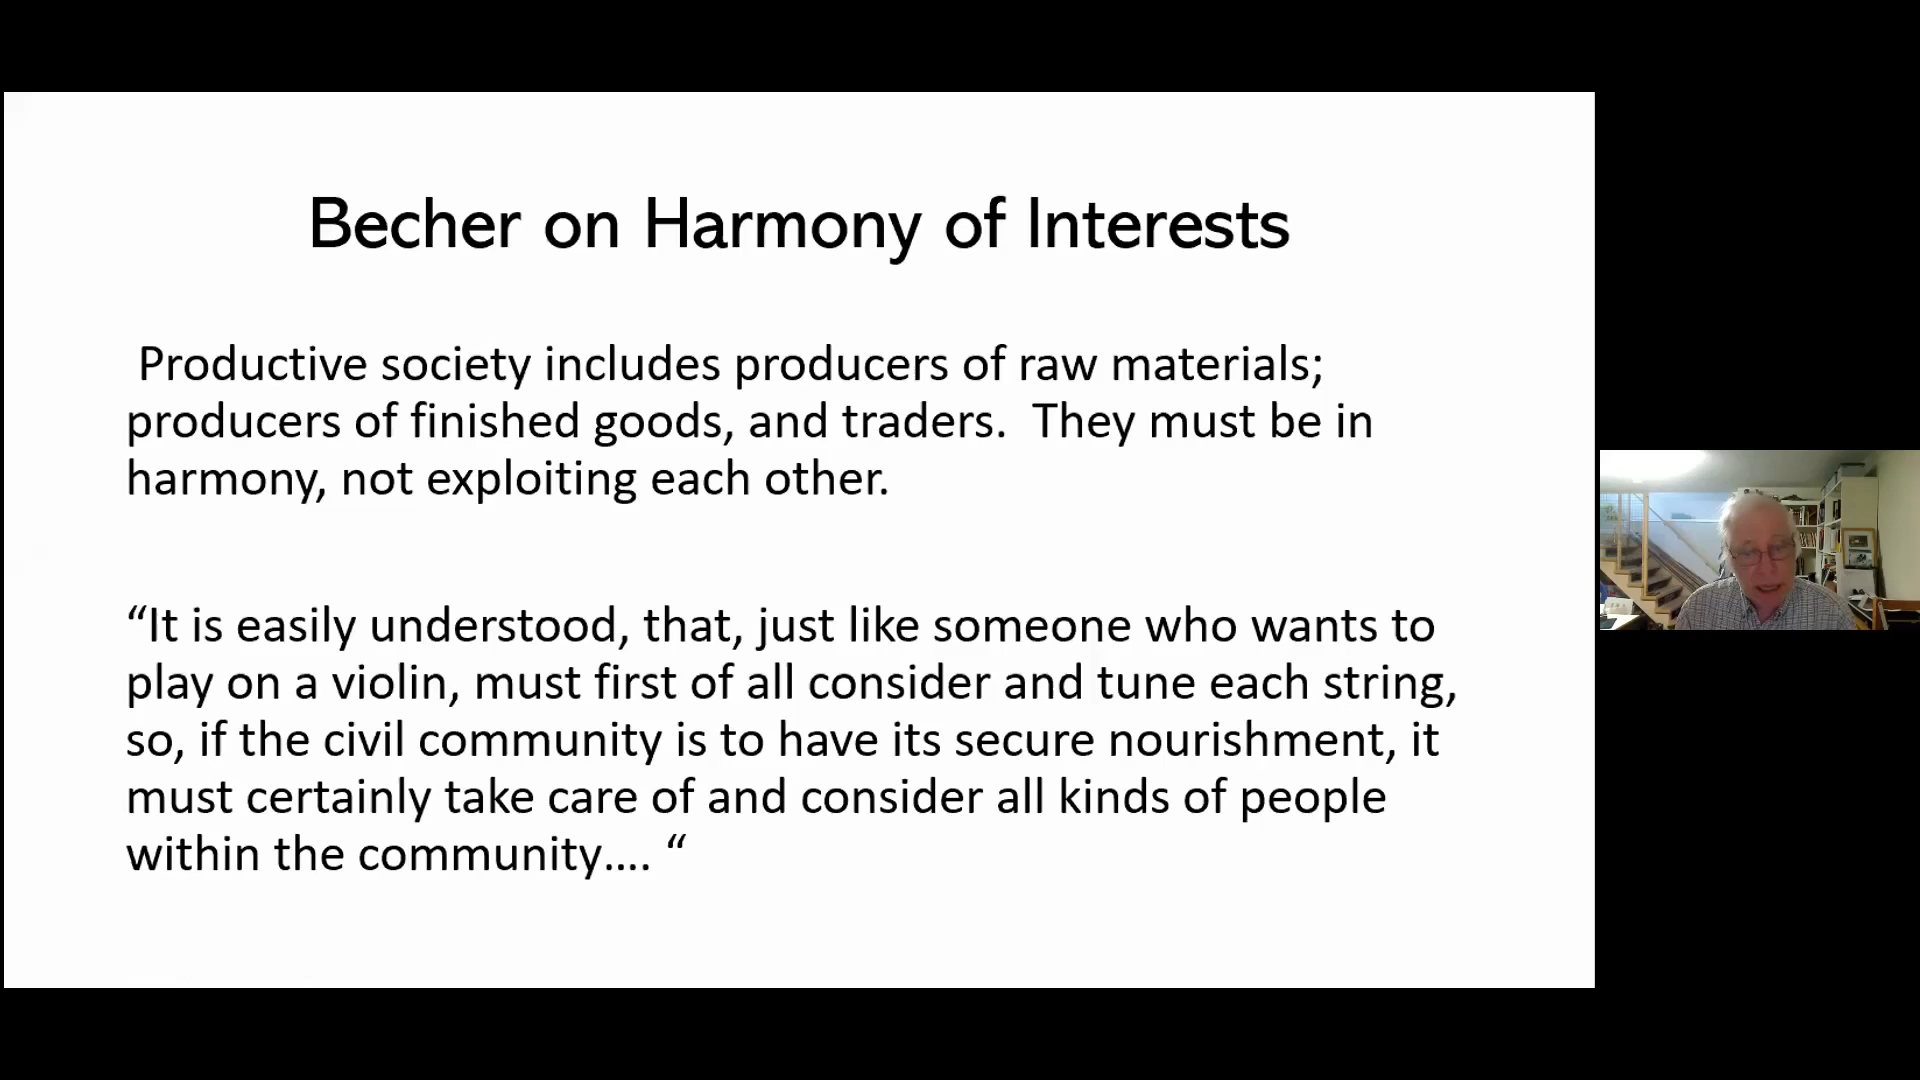 Becher on Harmony of Interests
Productive society includes producers of raw materials;
producers of finished goods, and traders.  They must be in
harmony, not exploiting each other.
“It is easily understood, that, just like someone who wants to
play on a violin, must first of all consider and tune each string,
so, if the civil community is to have its secure nourishment, it
must certainly take care of and consider all kinds of people
within the community…. “